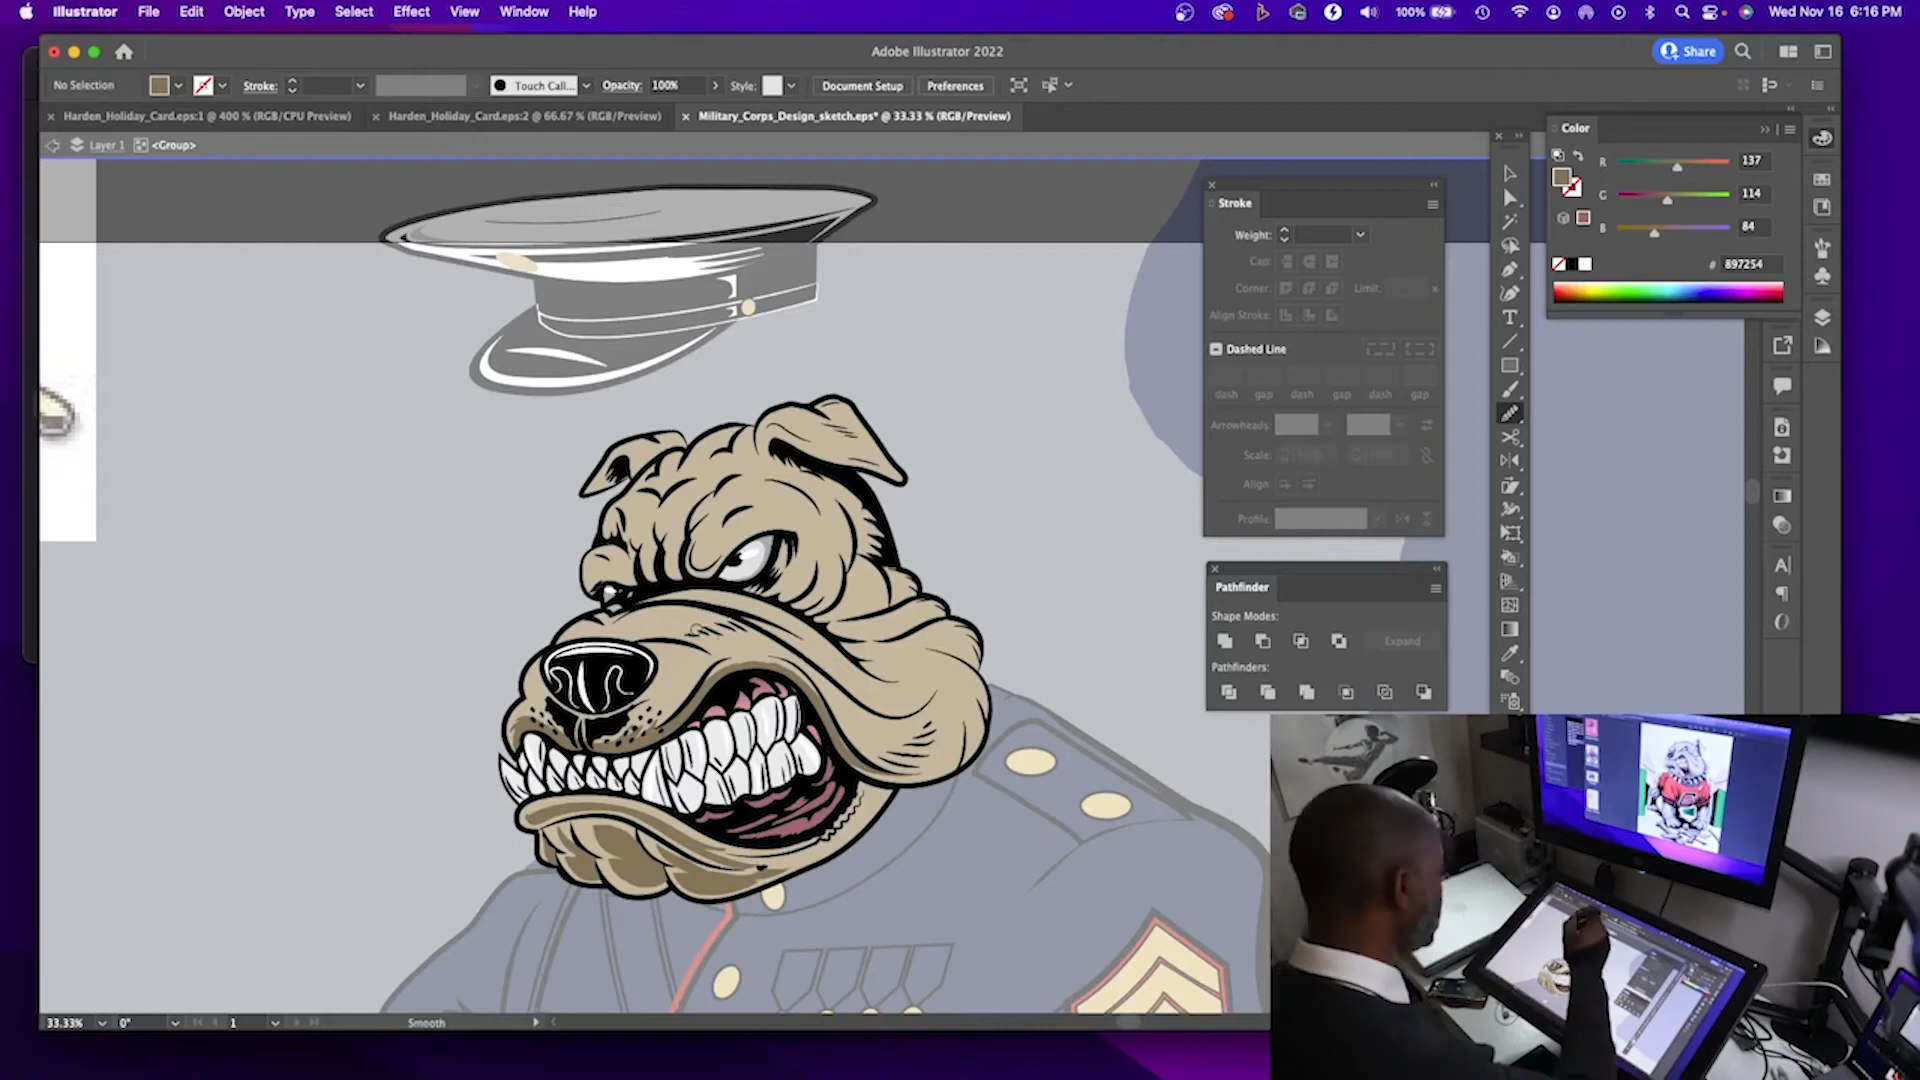 Illustrator File Edit Object Type Select Effect View Window Help 100% Wed Nov 16 6:16 PM
Adobe Illustrator 2022 Share
No Selection Stroke: Touch Call... Opacity: 100% Style: Document Setup Preferences
Harden_Holiday_Card.eps:1 @ 400 % (RGB/CPU Preview) Harden_Holiday_Card.eps:2 @ 66.67 % (RGB/Preview) Military_Corps_Design_sketch.eps* @ 33.33 % (RGB/Preview)
Layer 1 <Group>
Color
R 137
G 114
B 84
# 897254
Stroke
Weight:
Cap:
Corner: Limit:
Align Stroke:
Dashed Line
dash gap dash gap dash gap
Arrowheads:
Scale:
Align:
Profile:
Pathfinder
Shape Modes:
Expand
Pathfinders:
33.33% 0° 1 Smooth